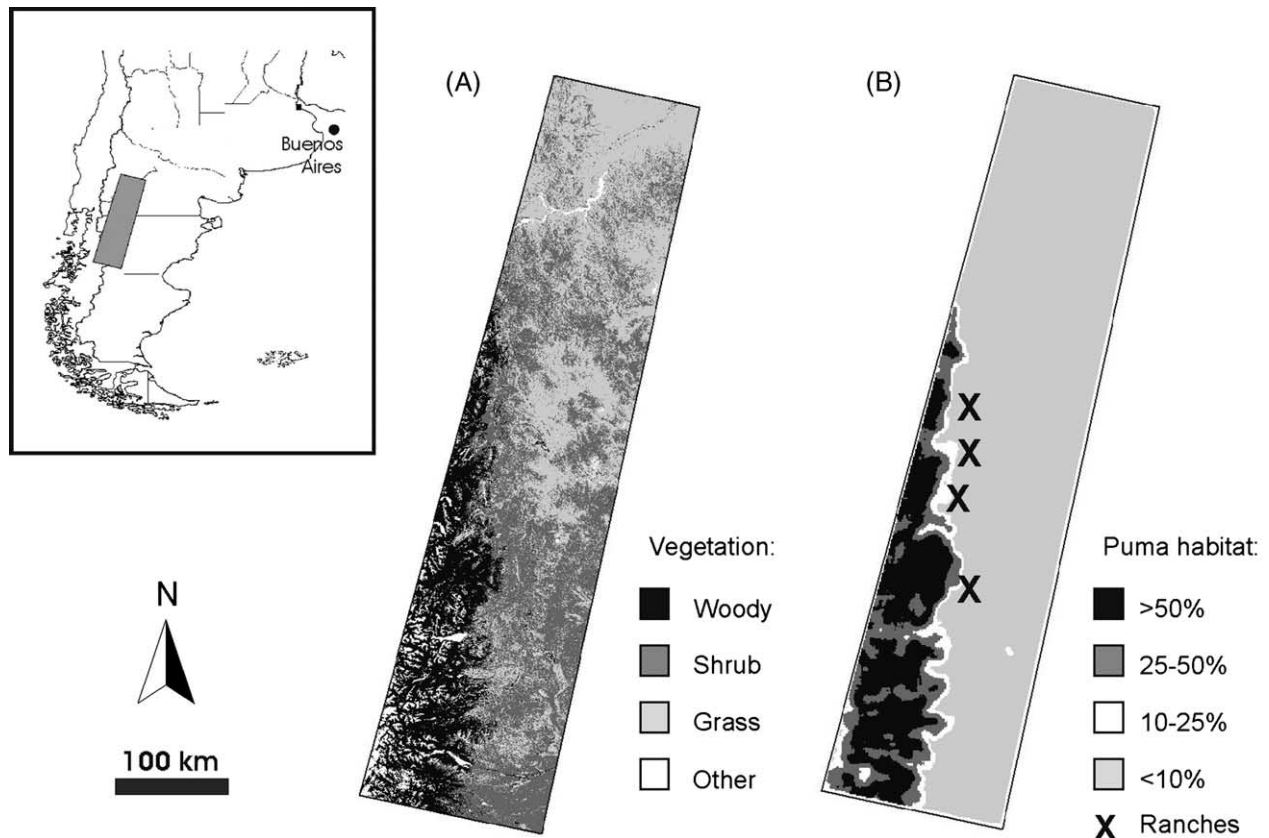 Buenos
Aires
(A)
(B)
N
100 km
Vegetation:
Woody
Shrub
Grass
Other
X
X
X
X
Puma habitat:
>50%
25-50%
10-25%
<10%
X Ranches